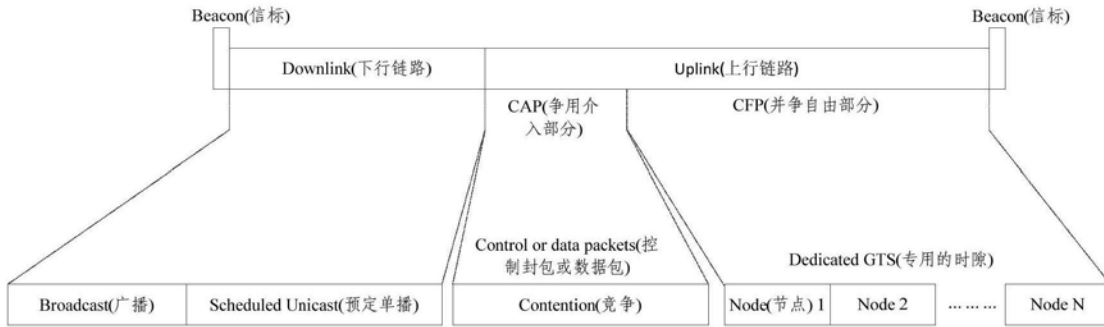 Beacon(信标)
Beacon(信标)
Downlink(下行链路)
Uplink(上行链路)
CAP(争用介
入部分)
CFP(并争自由部分)
Control or data packets(控
制封包或数据包)
Dedicated GTS(专用的时隙)
Broadcast(广播)
Scheduled Unicast(预定单播)
Contention(竞争)
Node(节点) 1
Node 2
… … …
Node N